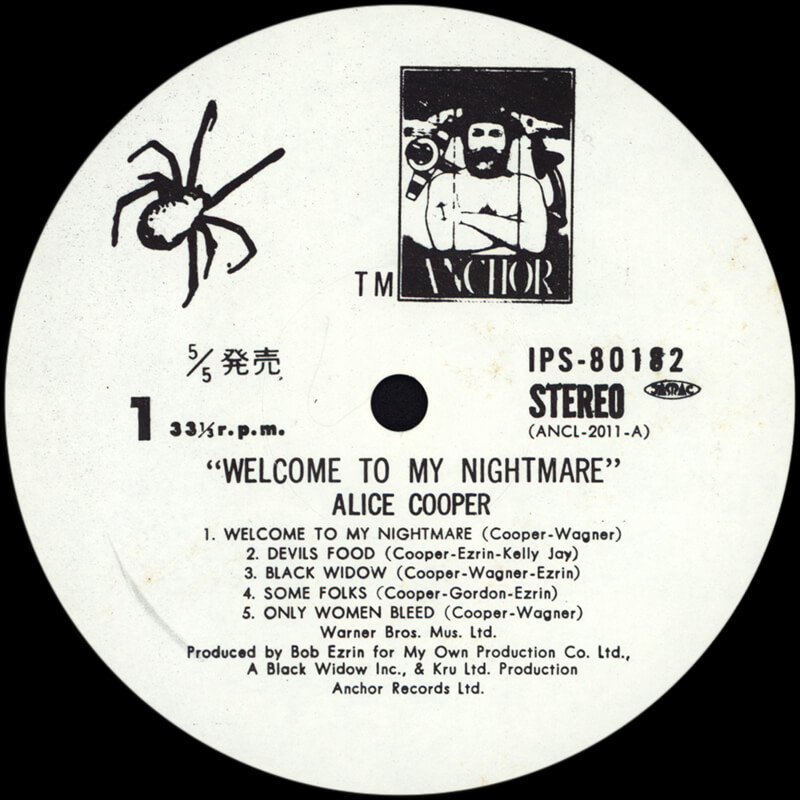 TM
ANCHOR
5/5 発売
IPS-80182
1 33⅓ r.p.m.
STEREO
JASRAC
(ANCL-2011-A)
“WELCOME TO MY NIGHTMARE”
ALICE COOPER
1. WELCOME TO MY NIGHTMARE (Cooper-Wagner)
2. DEVILS FOOD (Cooper-Ezrin-Kelly Jay)
3. BLACK WIDOW (Cooper-Wagner-Ezrin)
4. SOME FOLKS (Cooper-Gordon-Ezrin)
5. ONLY WOMEN BLEED (Cooper-Wagner)
Warner Bros. Mus. Ltd.
Produced by Bob Ezrin for My Own Production Co. Ltd.,
A Black Widow Inc., & Kru Ltd. Production
Anchor Records Ltd.